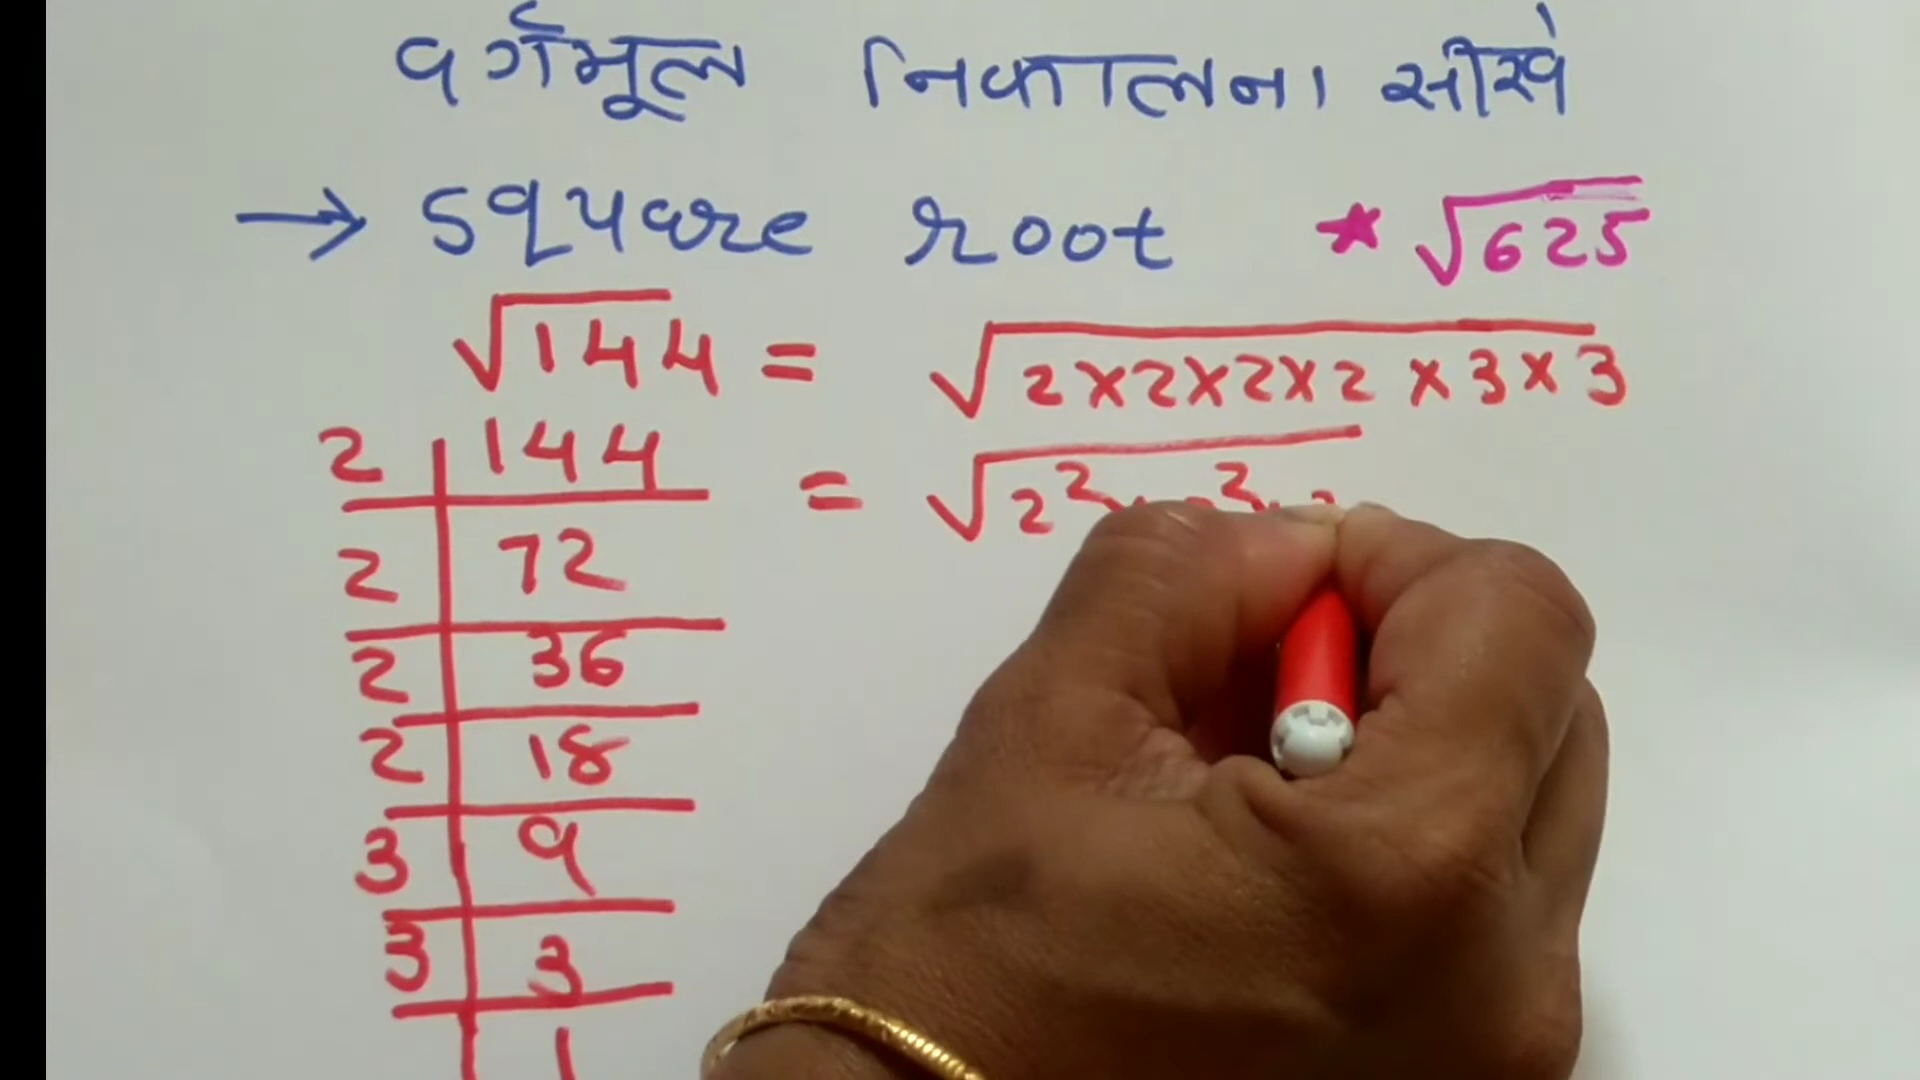 वर्गमूल निकालना सीखे
→ square root * √625
√144 = √2×2×2×2×3×3
2 | 144
= √2²
2 | 72
2 | 36
2 | 18
3 | 9
3 | 3
1